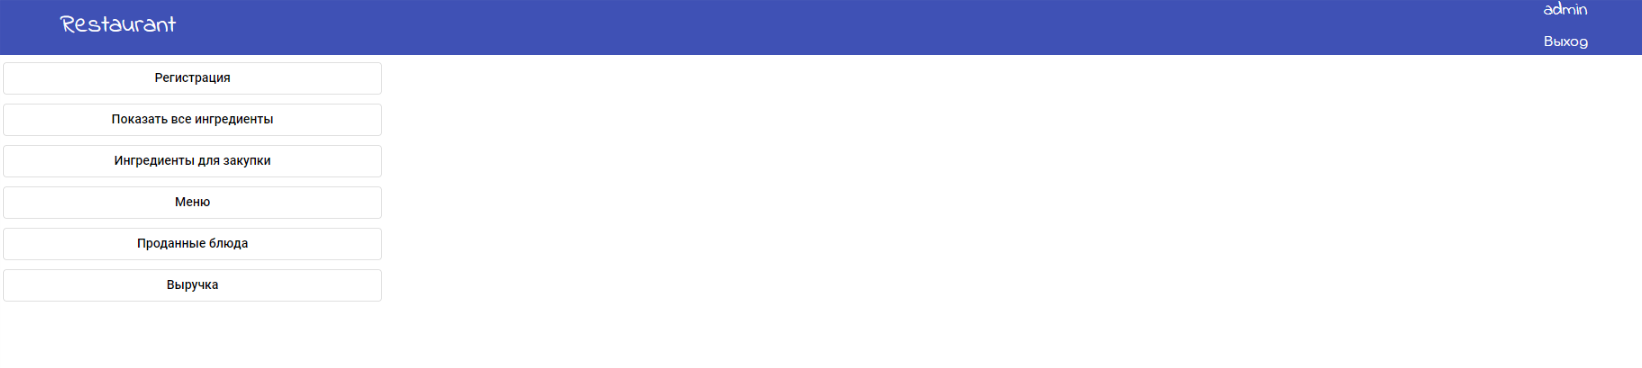 Restaurant
admin
Выход
Регистрация
Показать все ингредиенты
Ингредиенты для закупки
Меню
Проданные блюда
Выручка